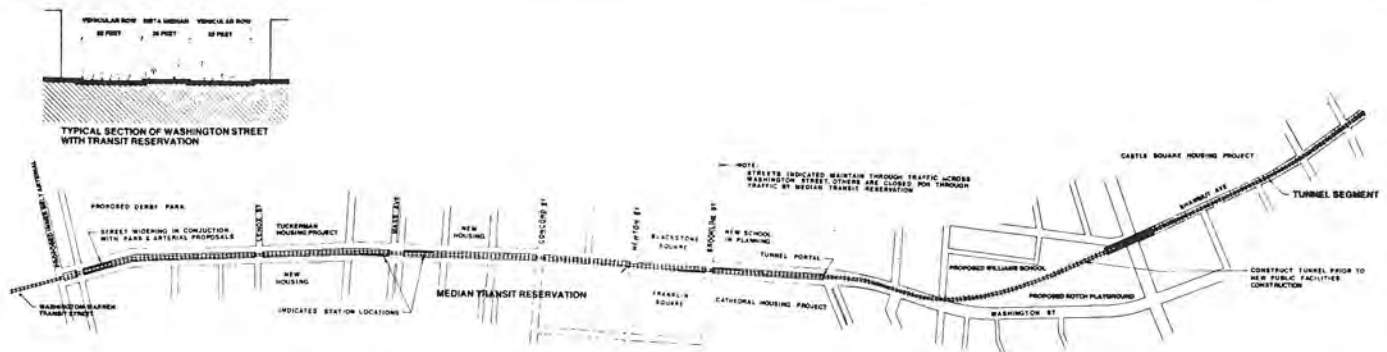 VEHICULAR ROW MBTA MEDIAN VEHICULAR ROW
TYPICAL SECTION OF WASHINGTON STREET
WITH TRANSIT RESERVATION
PROPOSED DERBY PARK
STREET WIDENING IN CONJUCTION
WITH PARK & ARTERIAL PROPOSALS
WASHINGTON/WARREN
TRANSIT STREET
LENOX ST
TUCKERMAN
HOUSING PROJECT
NEW
HOUSING
MASS AVE
NEW
HOUSING
CONCORD ST
INDICATED STATION LOCATIONS
MEDIAN TRANSIT RESERVATION
NEWTON ST
BLACKSTONE
SQUARE
FRANKLIN
SQUARE
BROOKLINE ST
NOTE:
STREETS INDICATED MAINTAIN THROUGH TRAFFIC ACROSS
WASHINGTON STREET, OTHERS ARE CLOSED FOR THROUGH
TRAFFIC BY MEDIAN TRANSIT RESERVATION
NEW SCHOOL
IN PLANNING
TUNNEL PORTAL
CATHEDRAL HOUSING PROJECT
PROPOSED WILLIAMS SCHOOL
PROPOSED ROTCH PLAYGROUND
WASHINGTON ST
CASTLE SQUARE HOUSING PROJECT
SHAWMUT AVE
TUNNEL SEGMENT
CONSTRUCT TUNNEL PRIOR TO
NEW PUBLIC FACILITIES
CONSTRUCTION